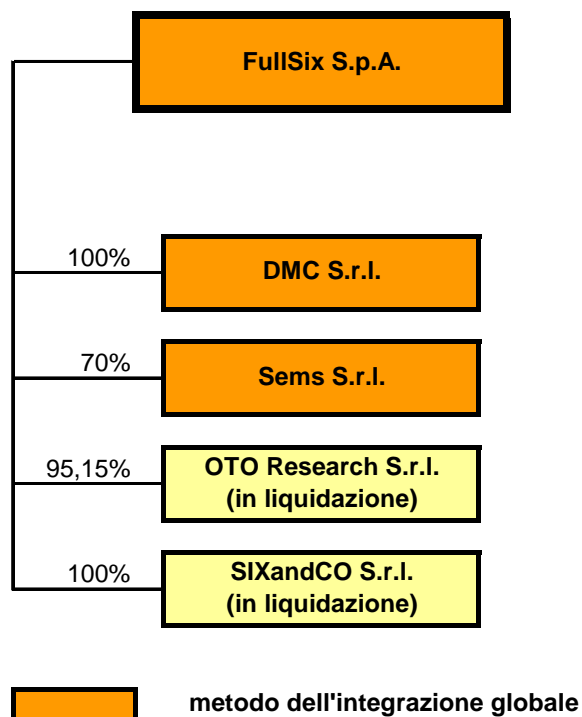 FullSix S.p.A.
100%
DMC S.r.l.
70%
Sems S.r.l.
95,15%
OTO Research S.r.l.
(in liquidazione)
100%
SIXandCO S.r.l.
(in liquidazione)
metodo dell'integrazione globale